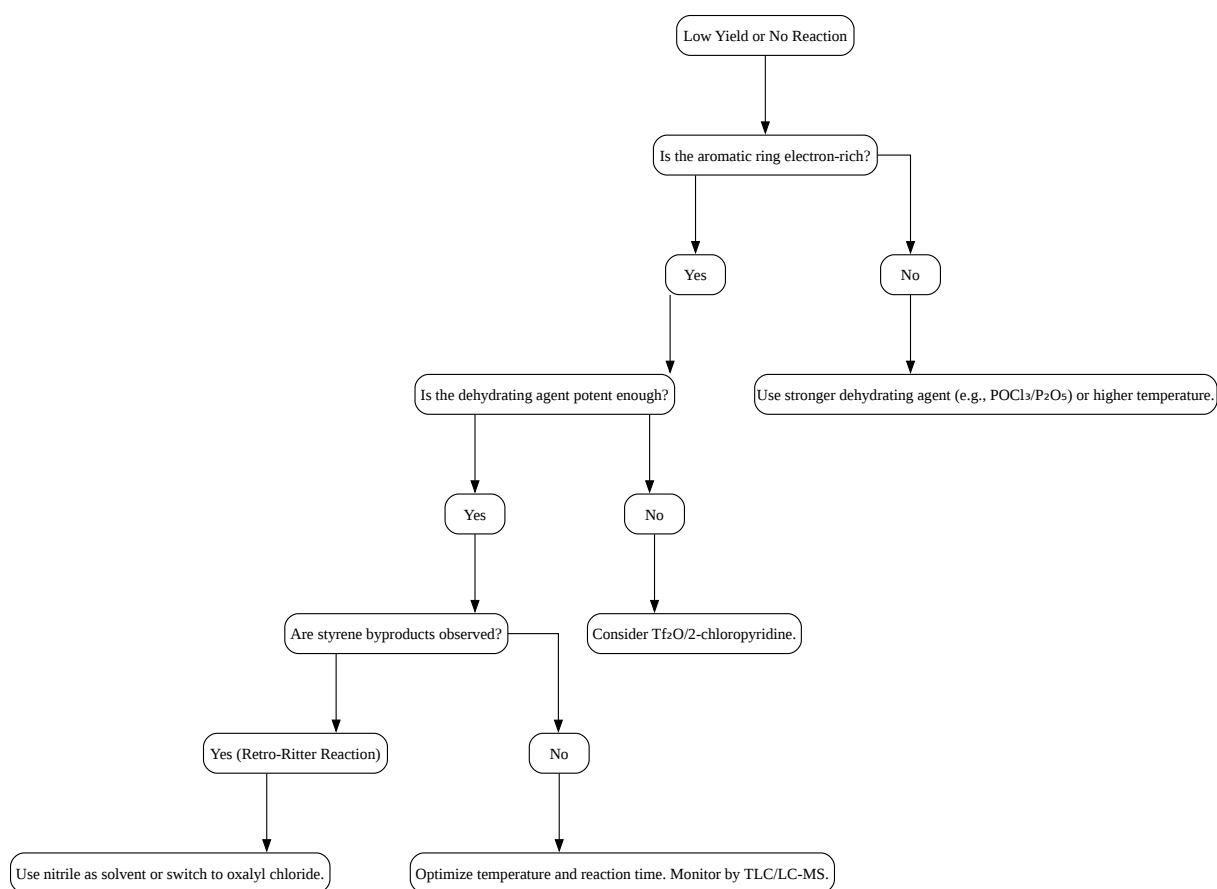 Low Yield or No Reaction
Is the aromatic ring electron-rich?
Yes
No
Is the dehydrating agent potent enough?
Use stronger dehydrating agent (e.g., POCl₃/P₂O₅) or higher temperature.
Yes
No
Are styrene byproducts observed?
Consider Tf₂O/2-chloropyridine.
Yes (Retro-Ritter Reaction)
No
Use nitrile as solvent or switch to oxalyl chloride.
Optimize temperature and reaction time. Monitor by TLC/LC-MS.